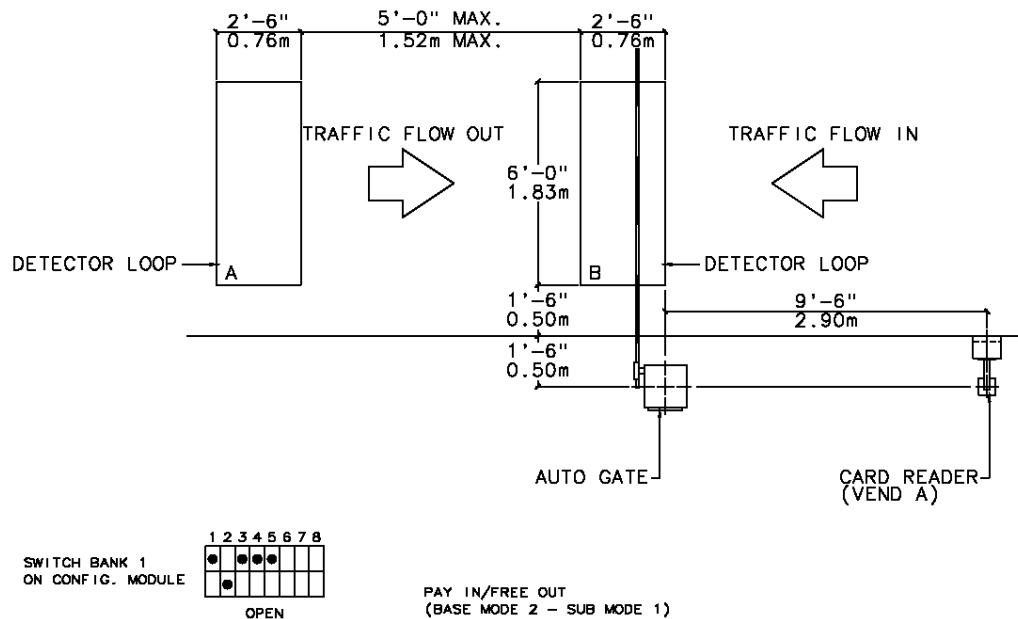 2'-6"
0.76m
5'-0" MAX.
1.52m MAX.
2'-6"
0.76m
TRAFFIC FLOW OUT
TRAFFIC FLOW IN
6'-0"
1.83m
DETECTOR LOOP
A
B
DETECTOR LOOP
1'-6"
0.50m
9'-6"
2.90m
1'-6"
0.50m
AUTO GATE
CARD READER
(VEND A)
1 2 3 4 5 6 7 8
SWITCH BANK 1
ON CONFIG. MODULE
OPEN
PAY IN/FREE OUT
(BASE MODE 2 - SUB MODE 1)